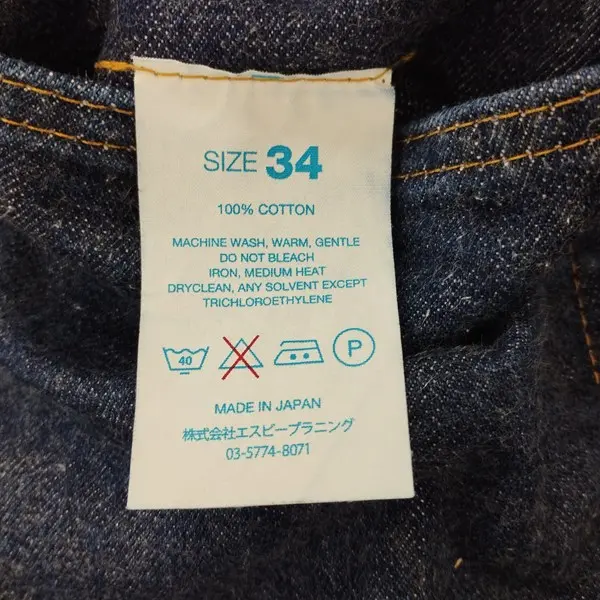 SIZE 34
100% COTTON
MACHINE WASH, WARM, GENTLE
DO NOT BLEACH
IRON, MEDIUM HEAT
DRYCLEAN, ANY SOLVENT EXCEPT
TRICHLOROETHYLENE
40 P
MADE IN JAPAN
株式会社エスピープラニング
03-5774-8071